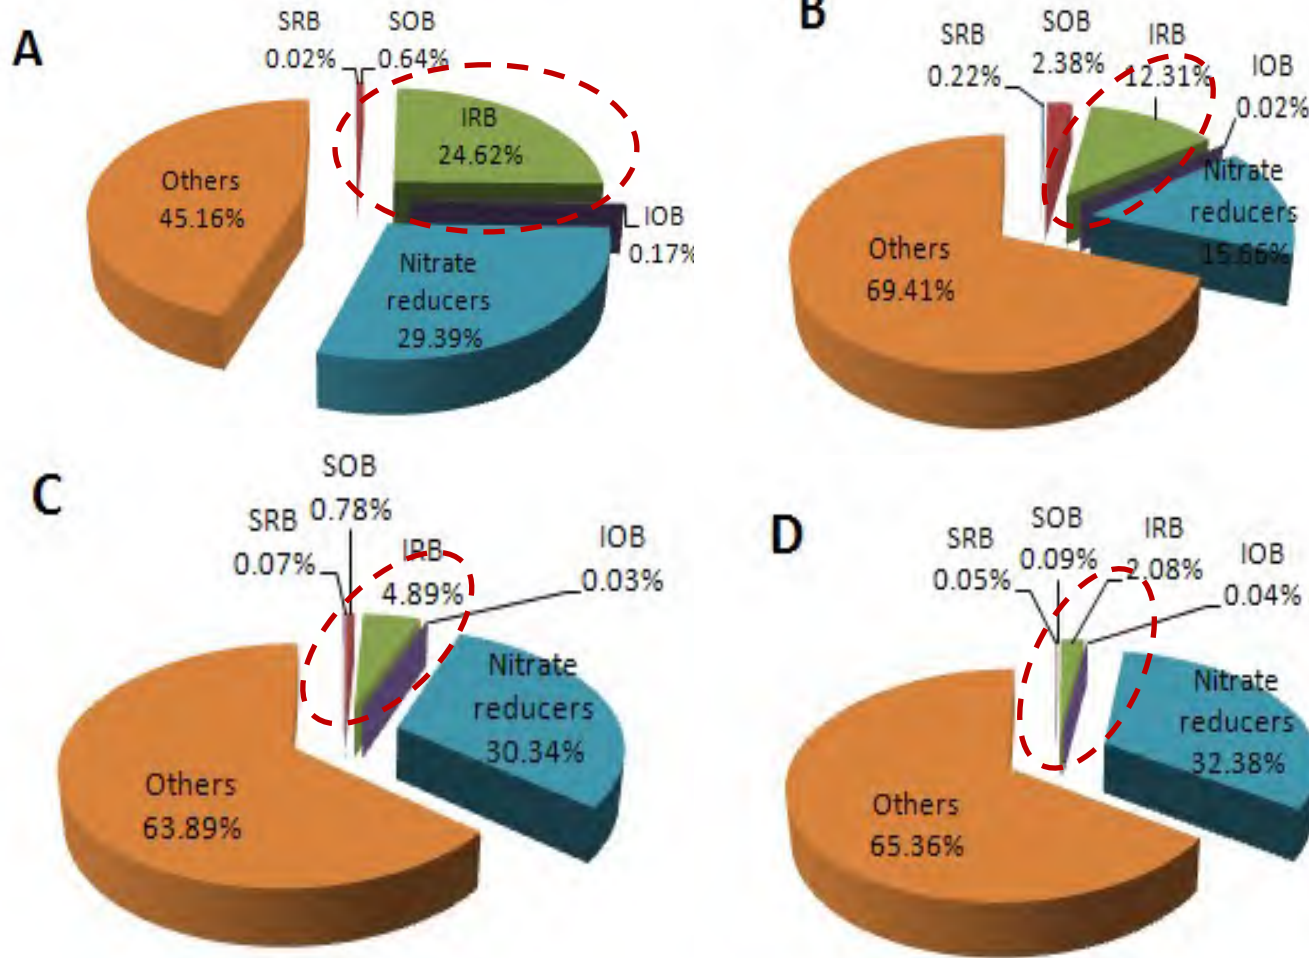 A
SRB
0.02%
SOB
0.64%
IRB
24.62%
IOB
0.17%
Nitrate
reducers
29.39%
Others
45.16%
B
SRB
0.22%
SOB
2.38%
IRB
12.31%
IOB
0.02%
Nitrate
reducers
15.66%
Others
69.41%
C
SRB
0.07%
SOB
0.78%
IRB
4.89%
IOB
0.03%
Nitrate
reducers
30.34%
Others
63.89%
D
SRB
0.05%
SOB
0.09%
IRB
2.08%
IOB
0.04%
Nitrate
reducers
32.38%
Others
65.36%